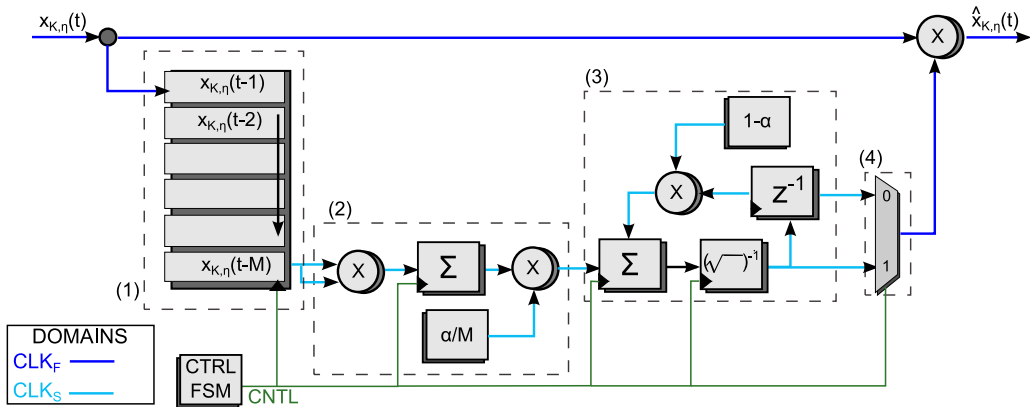 x_{K,η}(t)
x̂_{K,η}(t)
X
(1)
x_{K,η}(t-1)
x_{K,η}(t-2)
x_{K,η}(t-M)
(2)
X
Σ
X
α/M
(3)
1-α
X
Z^{-1}
Σ
(√‾)^{-1}
(4)
0
1
DOMAINS
CLK_F
CLK_S
CTRL
FSM
CNTL